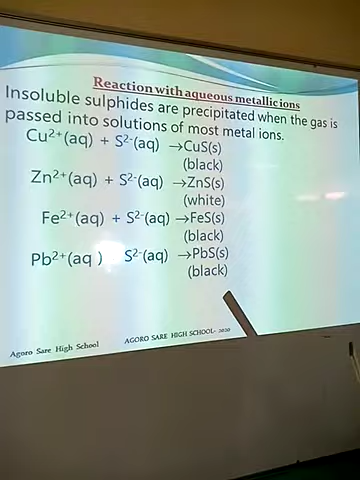 Reaction with aqueous metallic ions
Insoluble sulphides are precipitated when the gas is
passed into solutions of most metal ions.
Cu²⁺(aq) + S²⁻(aq) →CuS(s)
(black)
Zn²⁺(aq) + S²⁻(aq) →ZnS(s)
(white)
Fe²⁺(aq) + S²⁻(aq) →FeS(s)
(black)
Pb²⁺(aq ) S²⁻(aq) →PbS(s)
(black)
Agoro Sare High School
AGORO SARE HIGH SCHOOL- 2020